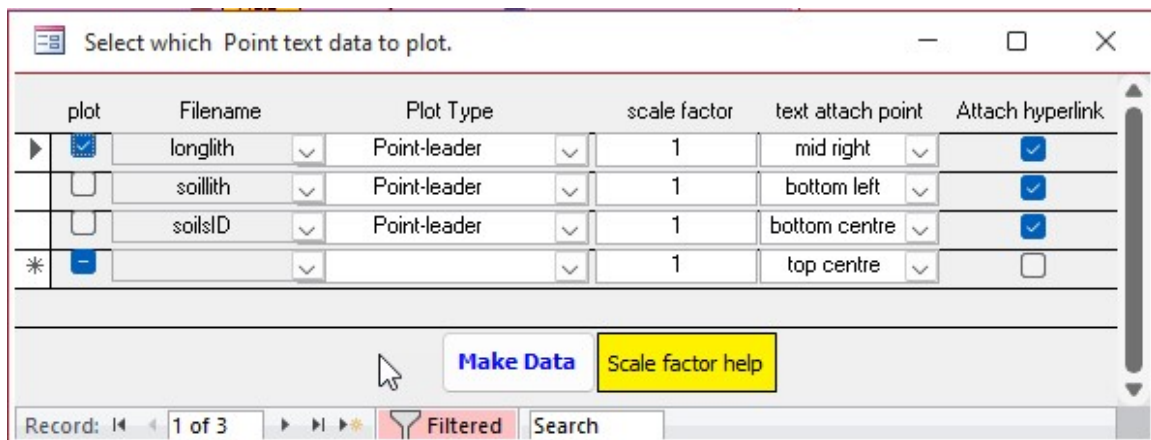 Select which Point text data to plot.
plot Filename Plot Type scale factor text attach point Attach hyperlink
longlith Point-leader 1 mid right
soillith Point-leader 1 bottom left
soilsID Point-leader 1 bottom centre
* 1 top centre
Make Data Scale factor help
Record: 1 of 3 Filtered Search